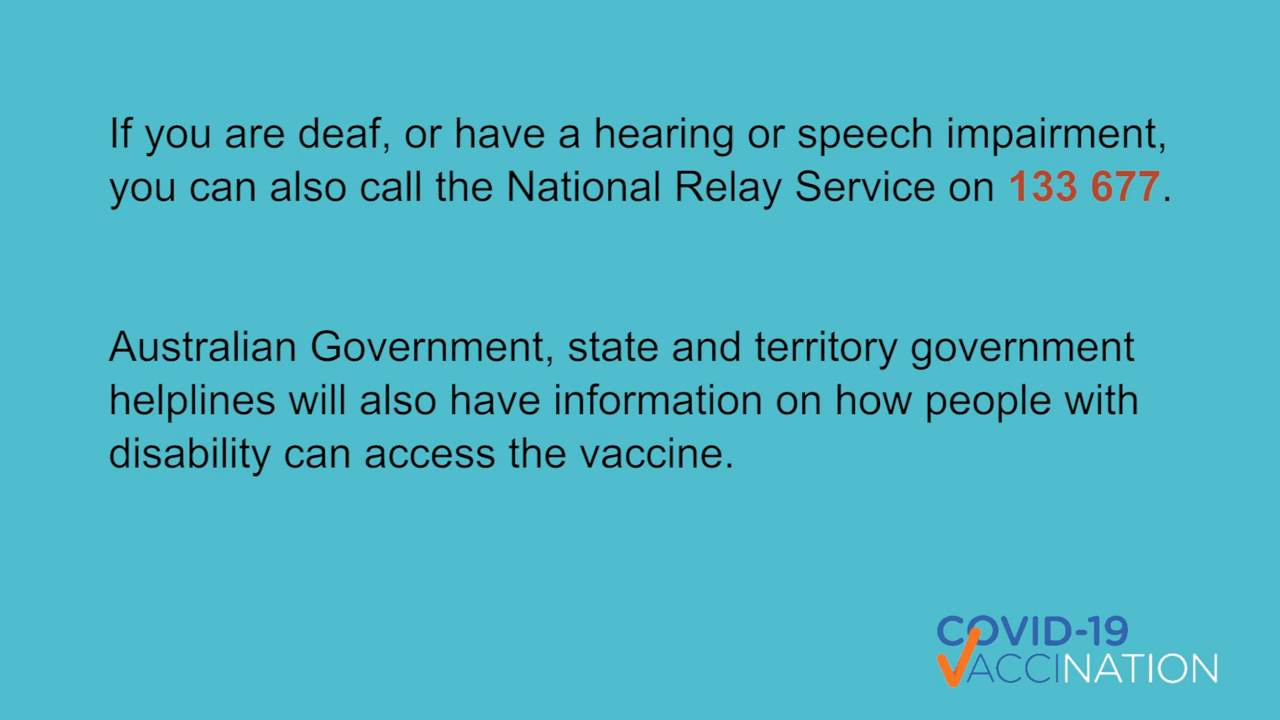 If you are deaf, or have a hearing or speech impairment,
you can also call the National Relay Service on 133 677.
Australian Government, state and territory government
helplines will also have information on how people with
disability can access the vaccine.
COVID-19
VACCINATION